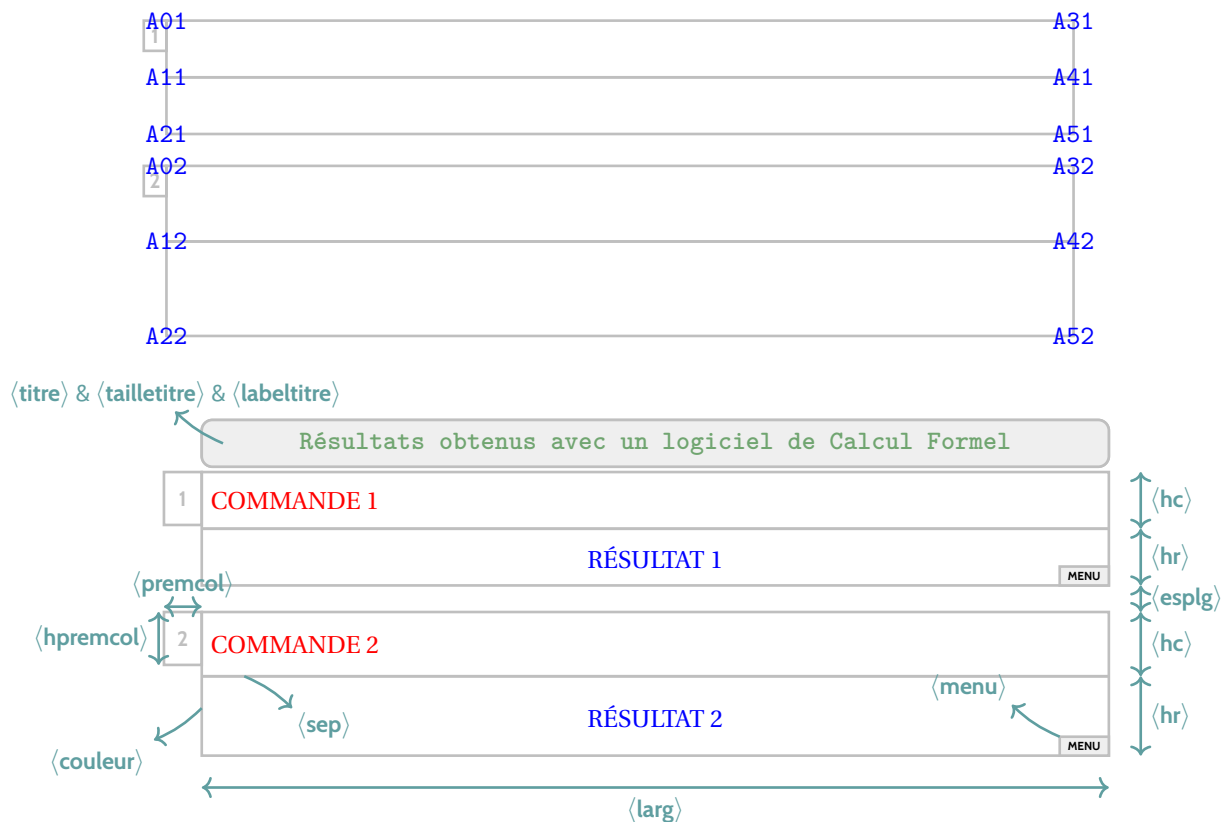 A01 A31
1
A11 A41
A21 A51
A02 A32
2
A12 A42
A22 A52
⟨titre⟩ & ⟨tailletitre⟩ & ⟨labeltitre⟩
Résultats obtenus avec un logiciel de Calcul Formel
1 COMMANDE 1 ⟨hc⟩
RÉSULTAT 1 ⟨hr⟩
MENU
⟨premcol⟩ ⟨esplg⟩
⟨hpremcol⟩ 2 COMMANDE 2 ⟨hc⟩
⟨menu⟩
⟨sep⟩ RÉSULTAT 2 ⟨hr⟩
MENU
⟨couleur⟩
⟨larg⟩